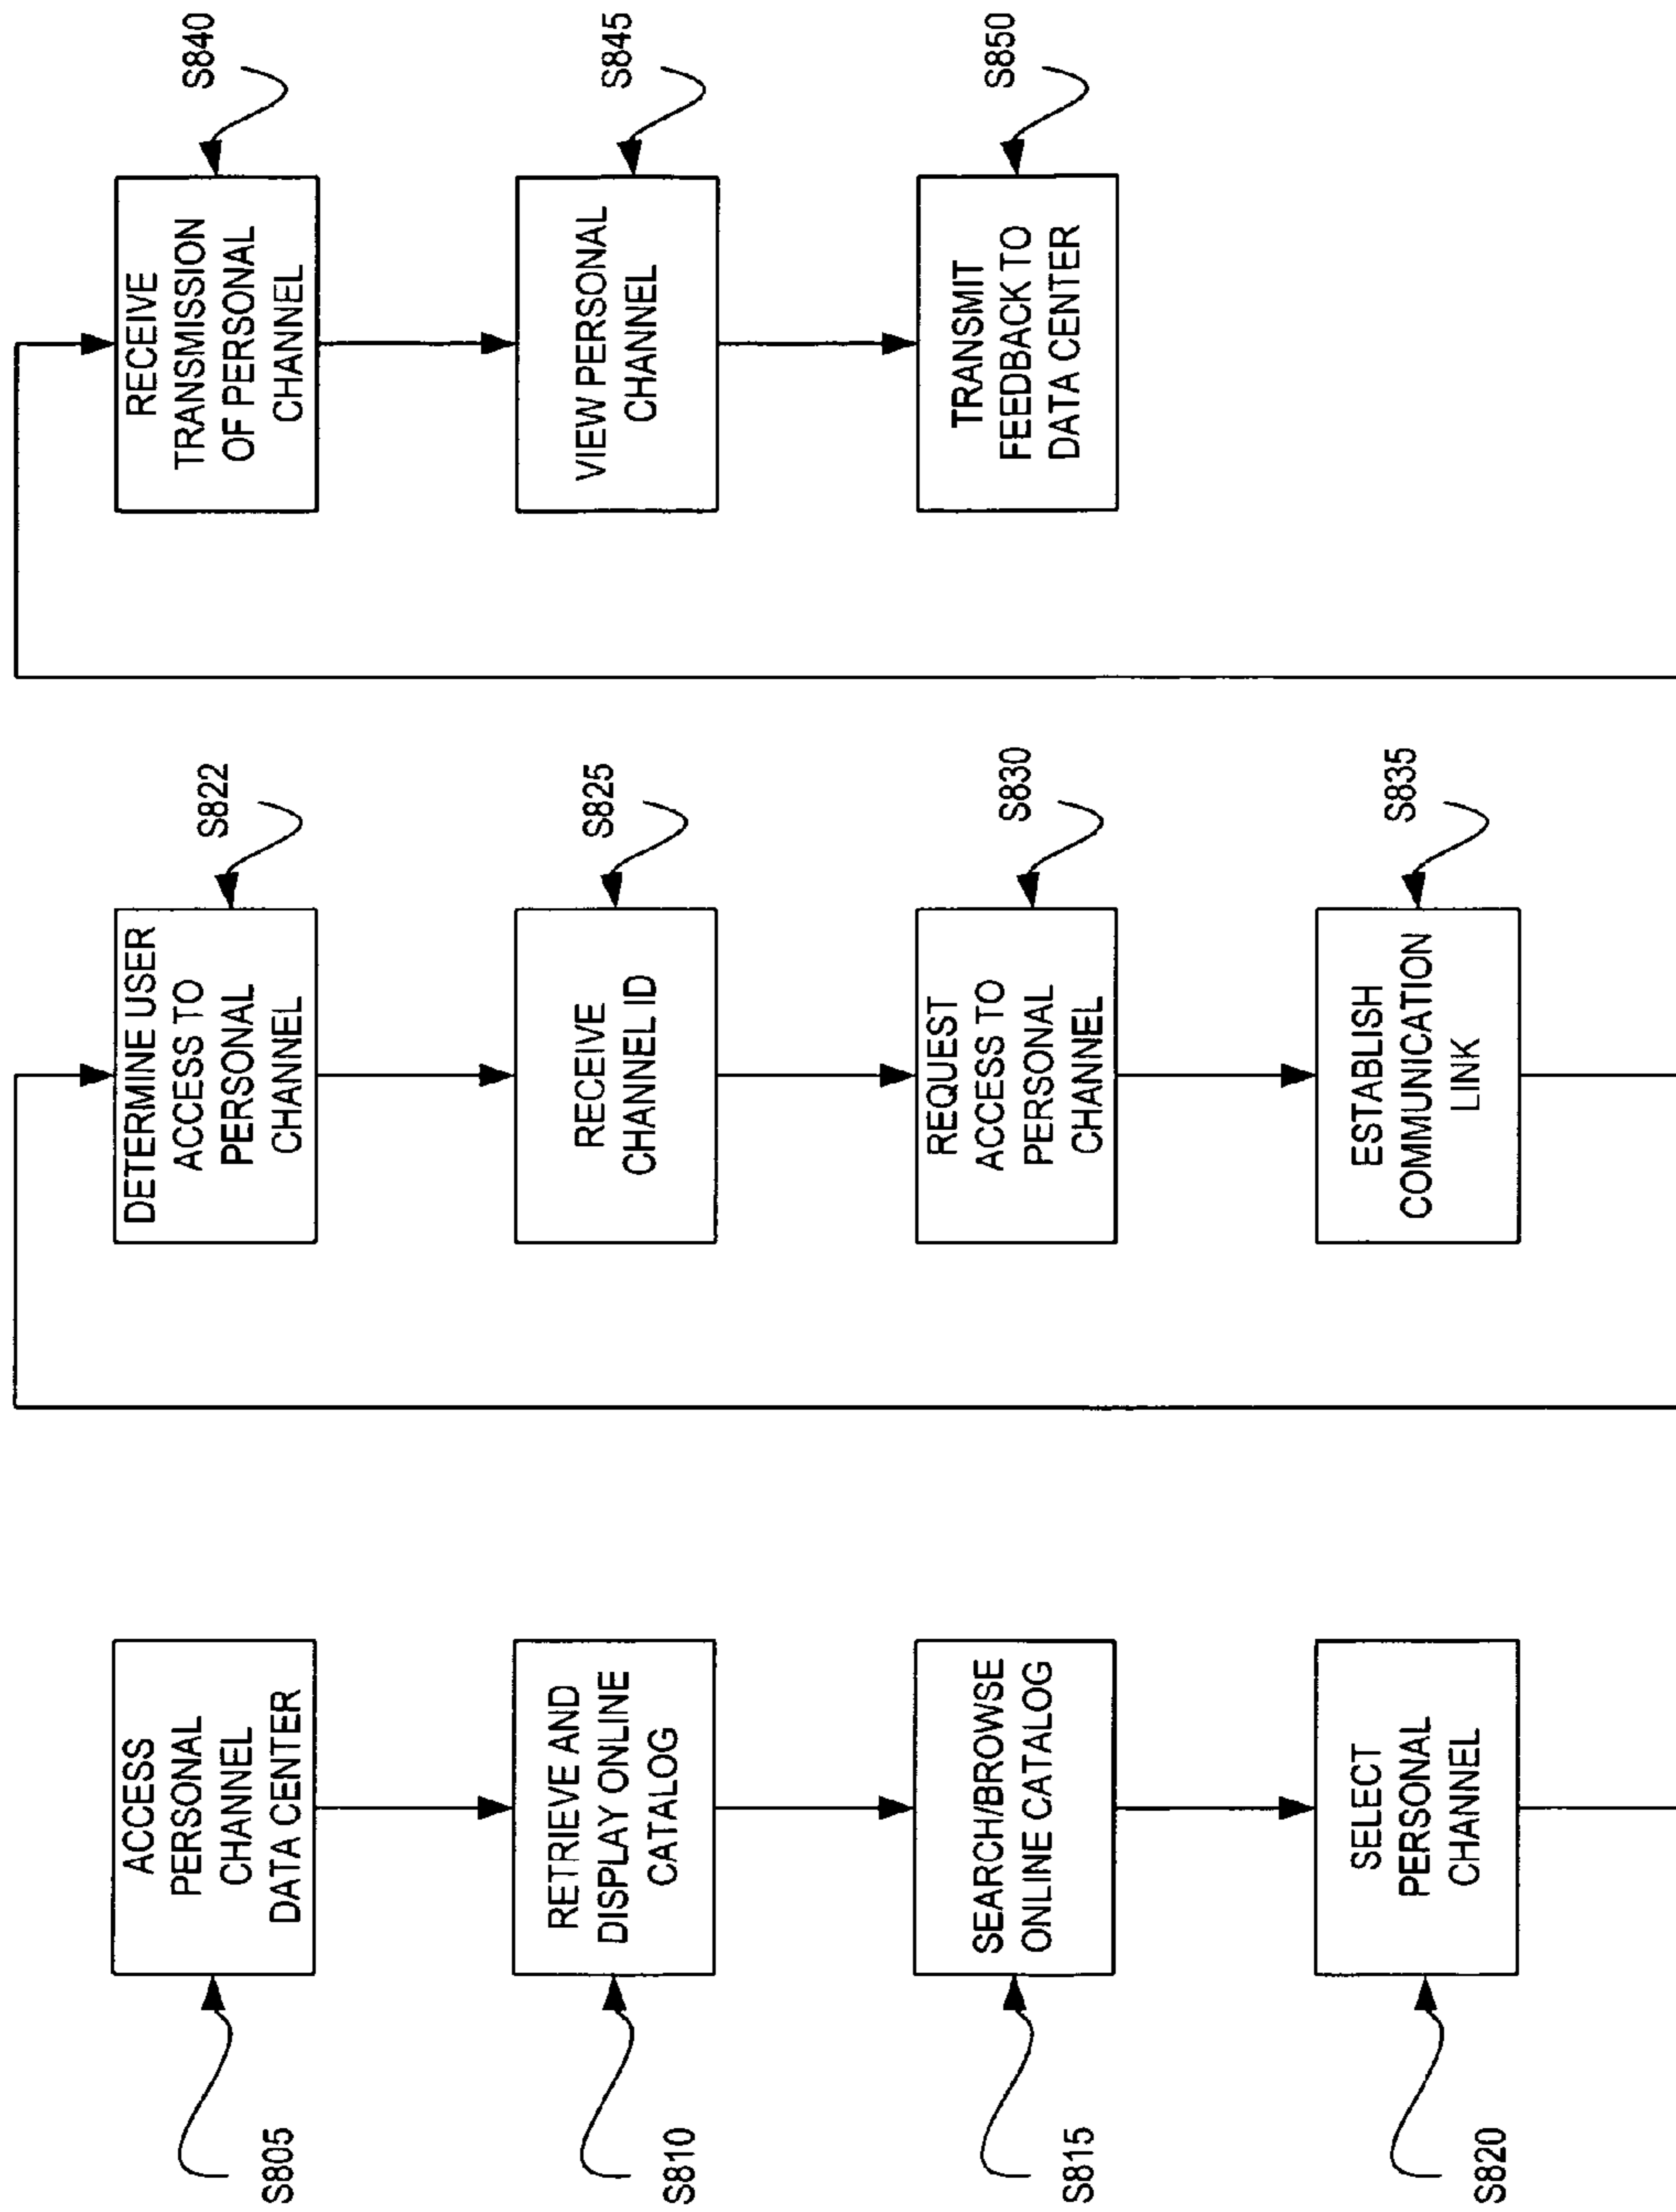 S805
ACCESS
PERSONAL
CHANNEL
DATA CENTER
S810
RETRIEVE AND
DISPLAY ONLINE
CATALOG
S815
SEARCH/BROWSE
ONLINE CATALOG
S820
SELECT
PERSONAL
CHANNEL
DETERMINE USER
ACCESS TO
PERSONAL
CHANNEL
S822
RECEIVE
CHANNEL ID
S825
REQUEST
ACCESS TO
PERSONAL
CHANNEL
S830
ESTABLISH
COMMUNICATION
LINK
S835
RECEIVE
TRANSMISSION
OF PERSONAL
CHANNEL
S840
VIEW PERSONAL
CHANNEL
S845
TRANSMIT
FEEDBACK TO
DATA CENTER
S850